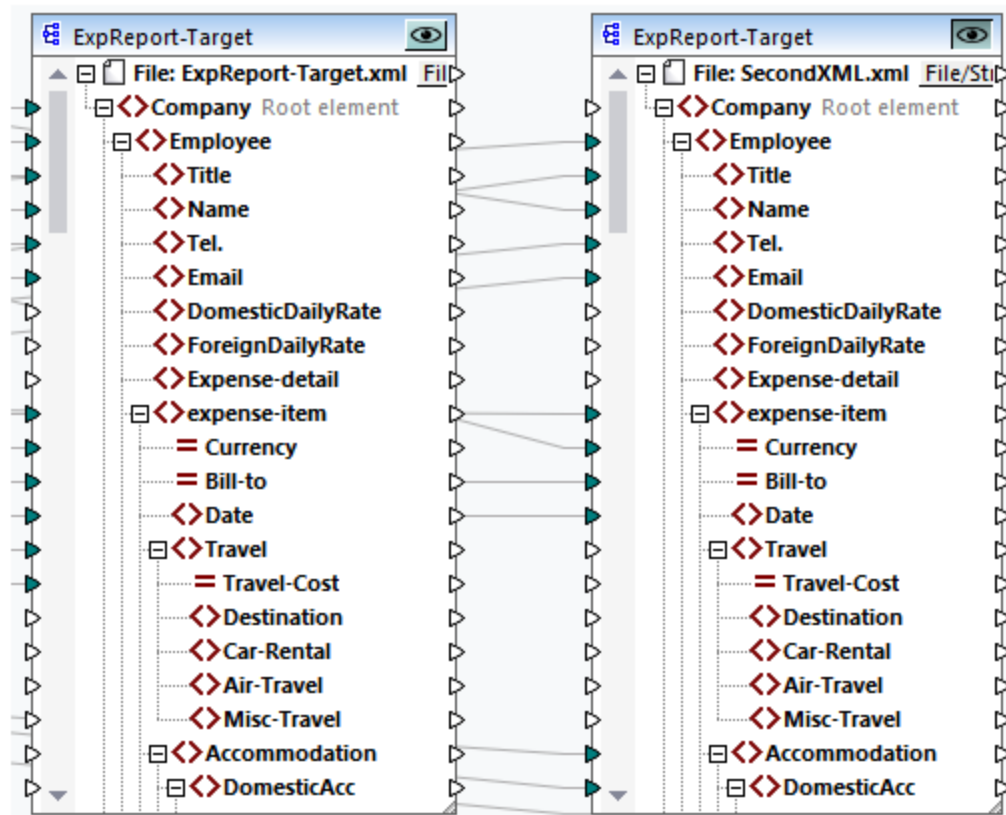 ExpReport-Target
File: ExpReport-Target.xml Fil
Company Root element
Employee
Title
Name
Tel.
Email
DomesticDailyRate
ForeignDailyRate
Expense-detail
expense-item
Currency
Bill-to
Date
Travel
Travel-Cost
Destination
Car-Rental
Air-Travel
Misc-Travel
Accommodation
DomesticAcc
ExpReport-Target
File: SecondXML.xml File/Str
Company Root element
Employee
Title
Name
Tel.
Email
DomesticDailyRate
ForeignDailyRate
Expense-detail
expense-item
Currency
Bill-to
Date
Travel
Travel-Cost
Destination
Car-Rental
Air-Travel
Misc-Travel
Accommodation
DomesticAcc